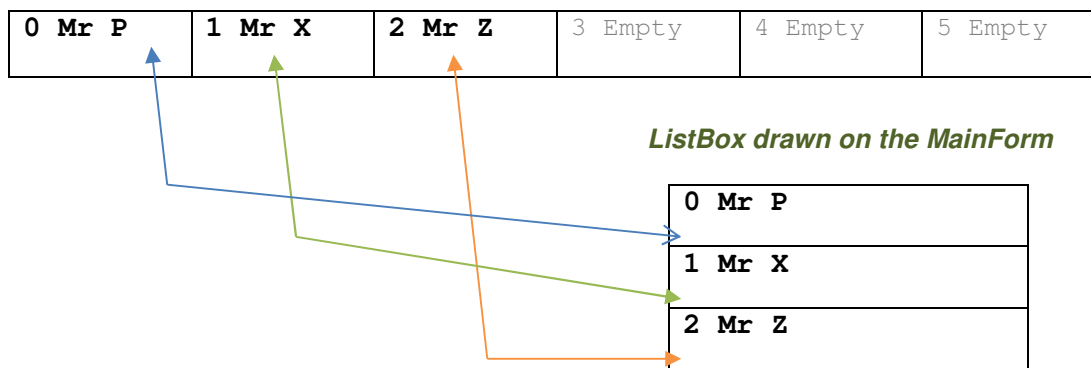 0 Mr P 1 Mr X 2 Mr Z 3 Empty 4 Empty 5 Empty
ListBox drawn on the MainForm
0 Mr P
1 Mr X
2 Mr Z